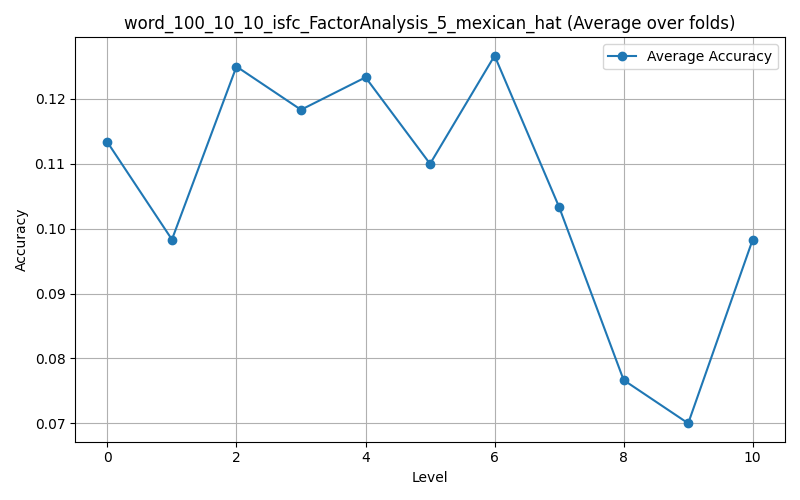 word_100_10_10_isfc_FactorAnalysis_5_mexican_hat (Average over folds)
Average Accuracy
0.12
0.11
0.10
0.09
0.08
0.07
Accuracy
0 2 4 6 8 10
Level